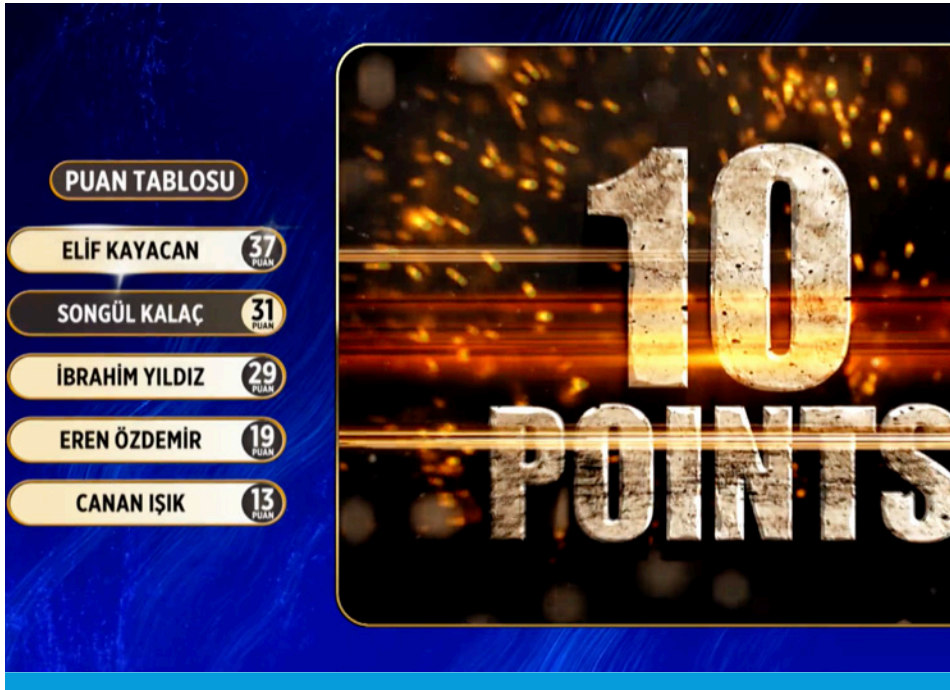 PUAN TABLOSU
ELİF KAYACAN 37 PUAN
SONGÜL KALAÇ 31 PUAN
İBRAHİM YILDIZ 29 PUAN
EREN ÖZDEMİR 19 PUAN
CANAN IŞIK 13 PUAN
10
POINTS